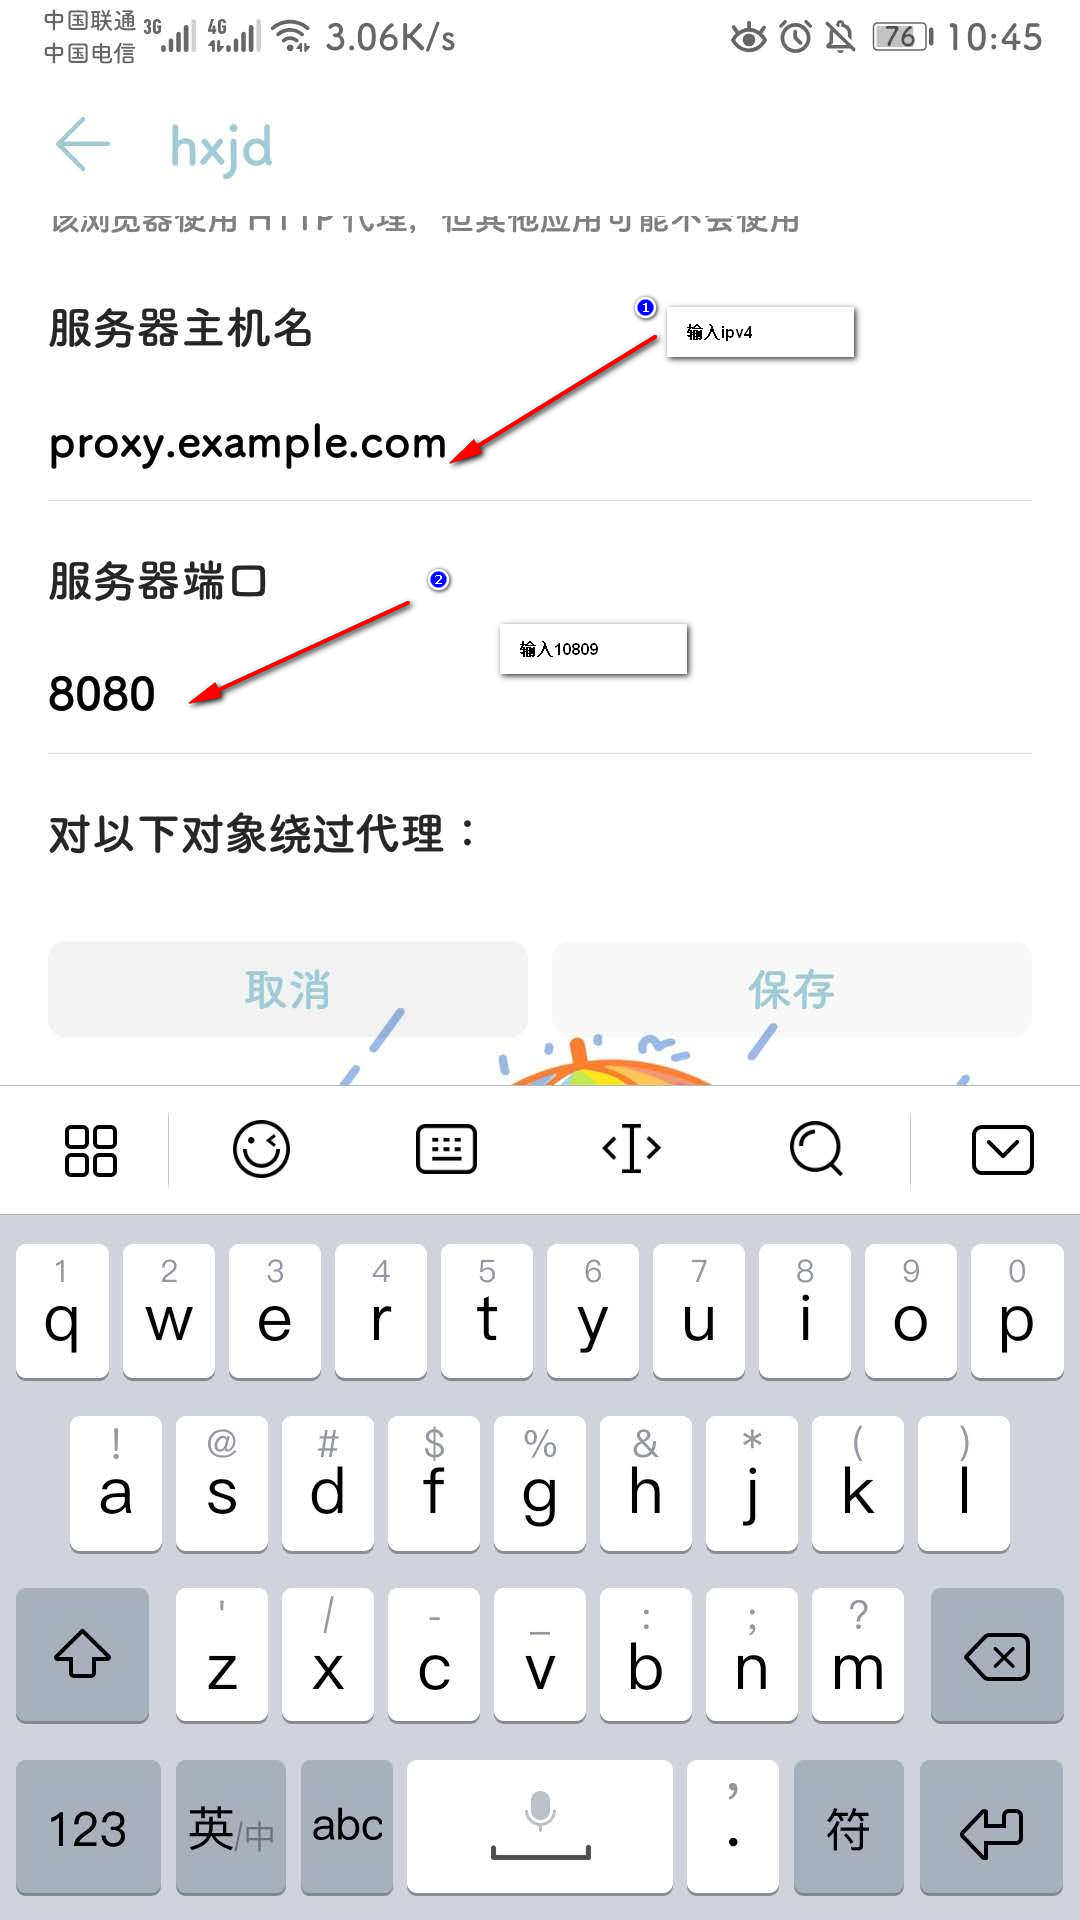 中国联通 3G 4G 3.06K/s 76 10:45
中国电信
hxjd
该浏览器使用 HTTP 代理，但其他应用可能不会使用
服务器主机名
1 输入ipv4
proxy.example.com
服务器端口
2
输入10809
8080
对以下对象绕过代理：
取消 保存
1 2 3 4 5 6 7 8 9 0
q w e r t y u i o p
! @ # $ % & * ( )
a s d f g h j k l
' / - _ : ; ?
z x c v b n m
123 英/中 abc , . 符